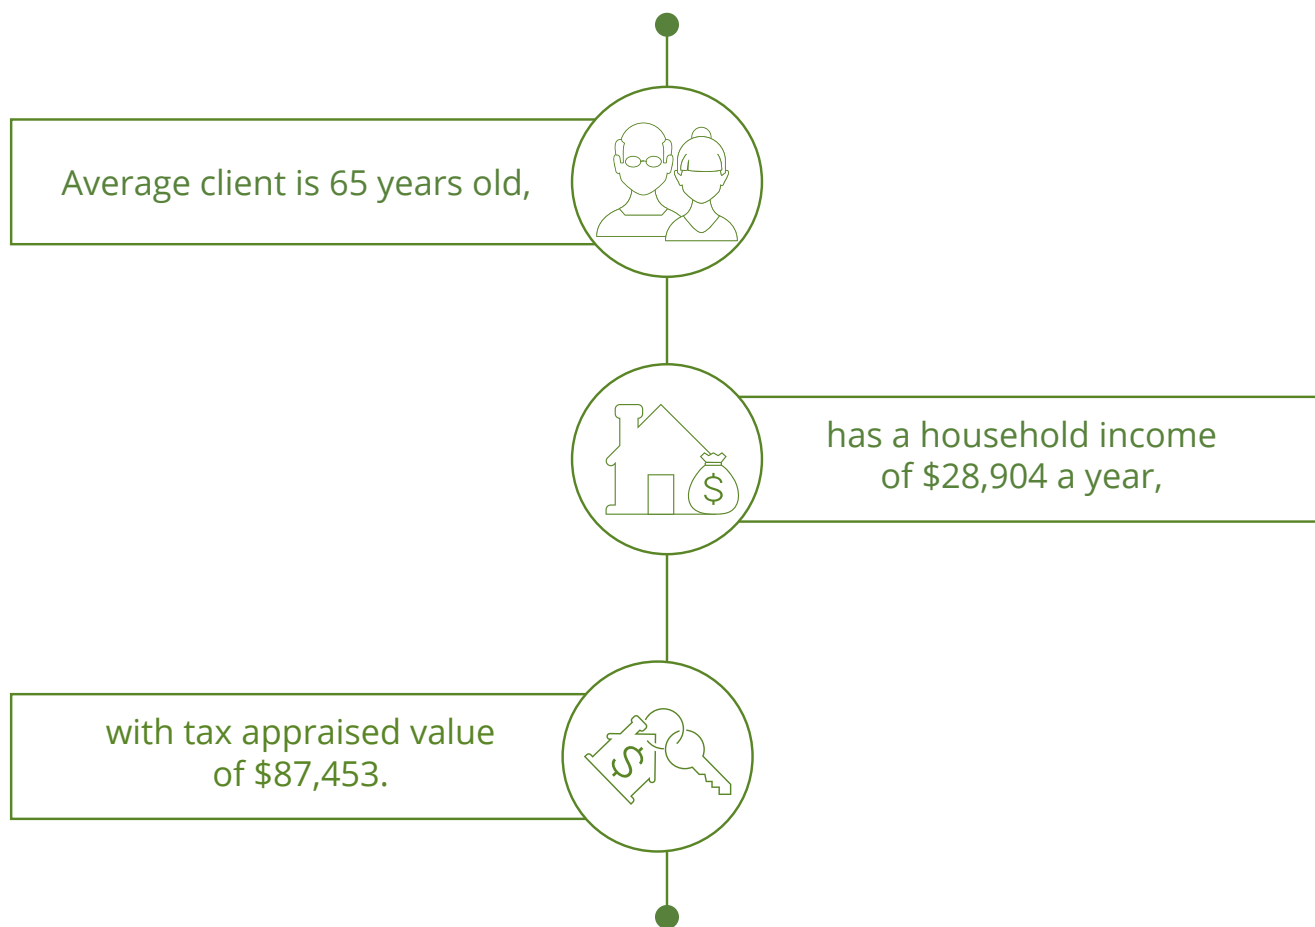 Average client is 65 years old,
has a household income
of $28,904 a year,
with tax appraised value
of $87,453.
$
$